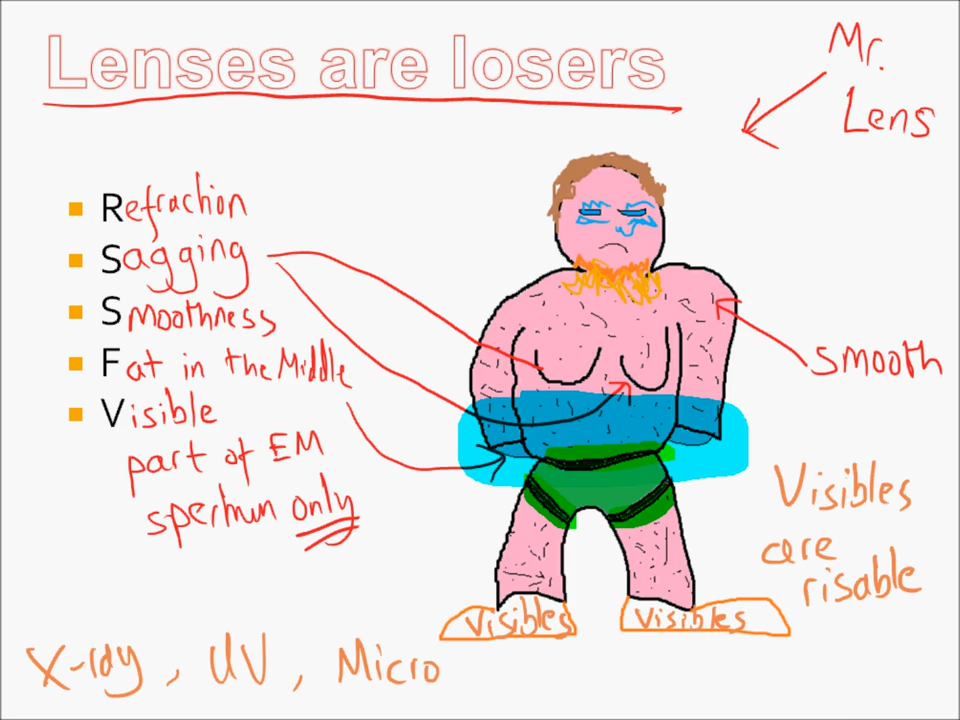 Lenses are losers
Mr.
Lens
Refraction
Sagging
Smoothness
Fat in the Middle
Visible
part of EM
spectrum only
smooth
Visibles
are
risable
Visibles
Visibles
X-ray, UV, Micro